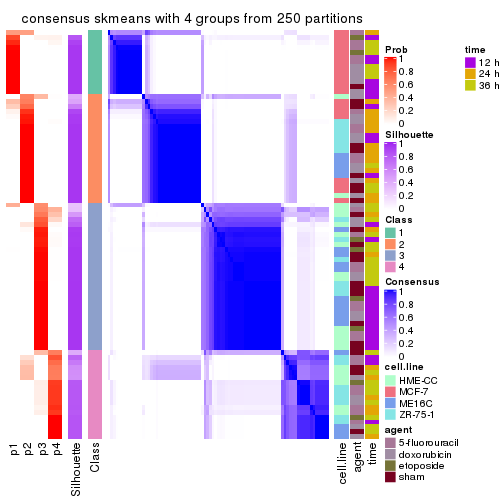 consensus skmeans with 4 groups from 250 partitions
Prob
1
0.8
0.6
0.4
0.2
0
time
12 h
24 h
36 h
Silhouette
1
0.8
0.6
0.4
0.2
0
Class
1
2
3
4
Consensus
1
0.8
0.6
0.4
0.2
0
cell.line
HME-CC
MCF-7
ME16C
ZR-75-1
agent
5-fluorouracil
doxorubicin
etoposide
sham
p1
p2
p3
p4
Silhouette
Class
cell.line
agent
time